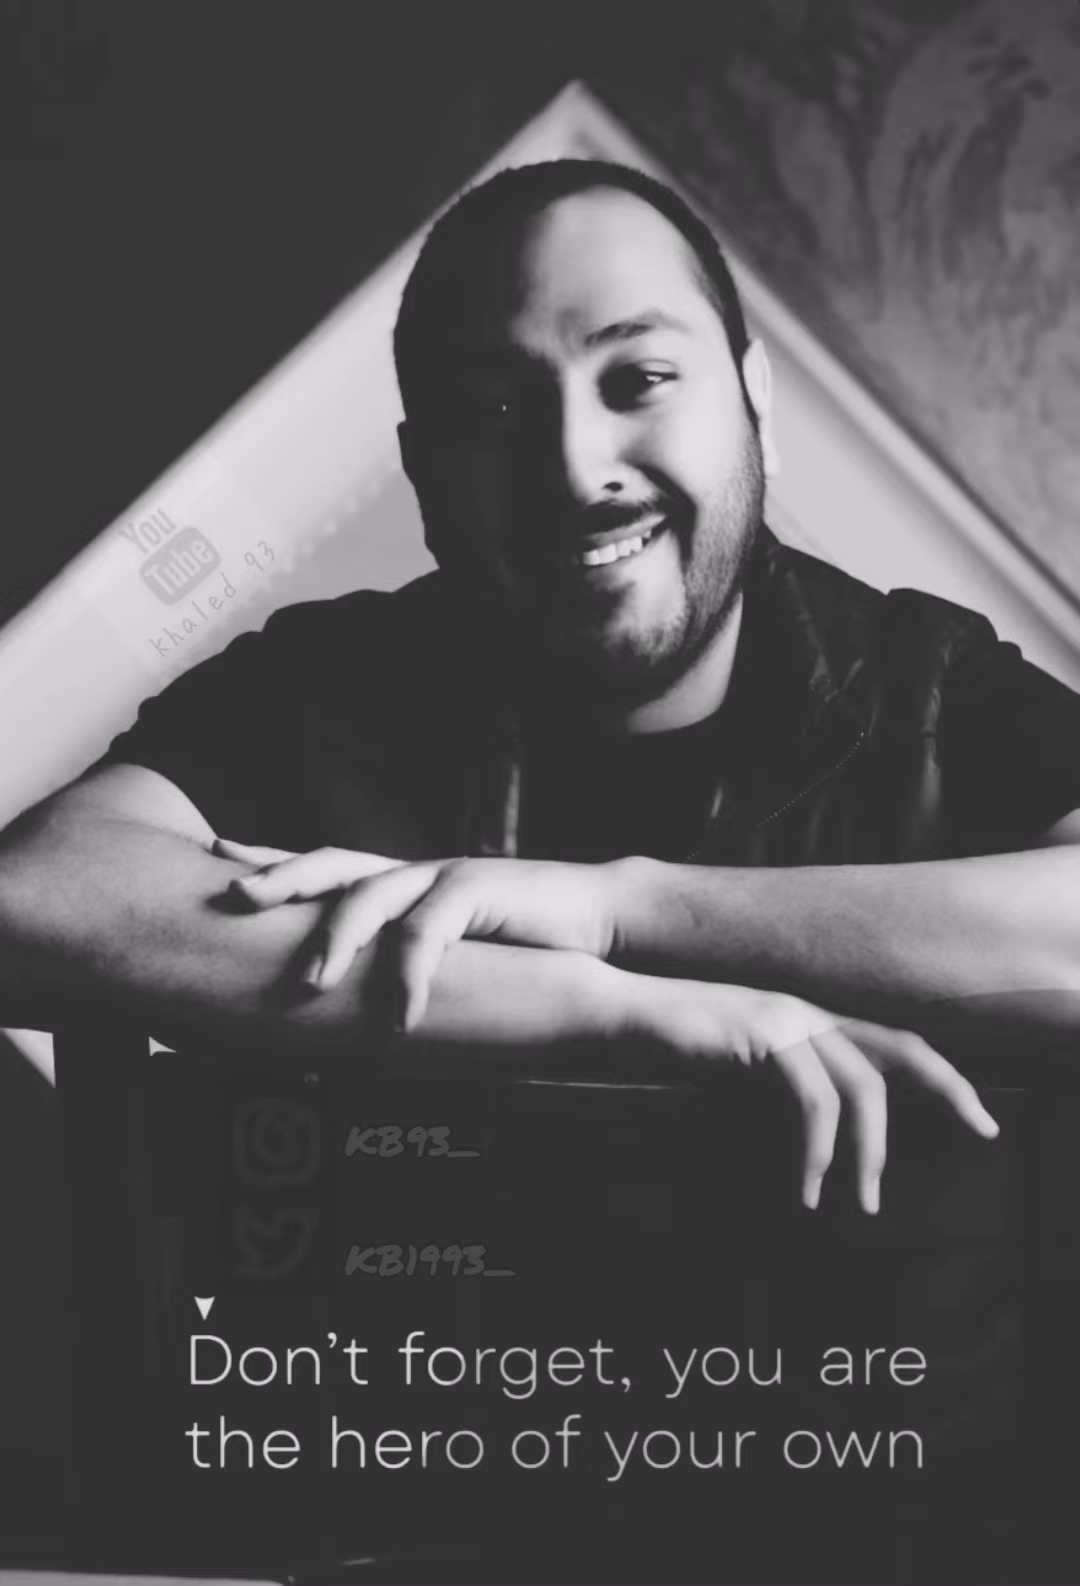 You
Tube
khaled 93
KB93_
KB1993_
Don't forget, you are
the hero of your own